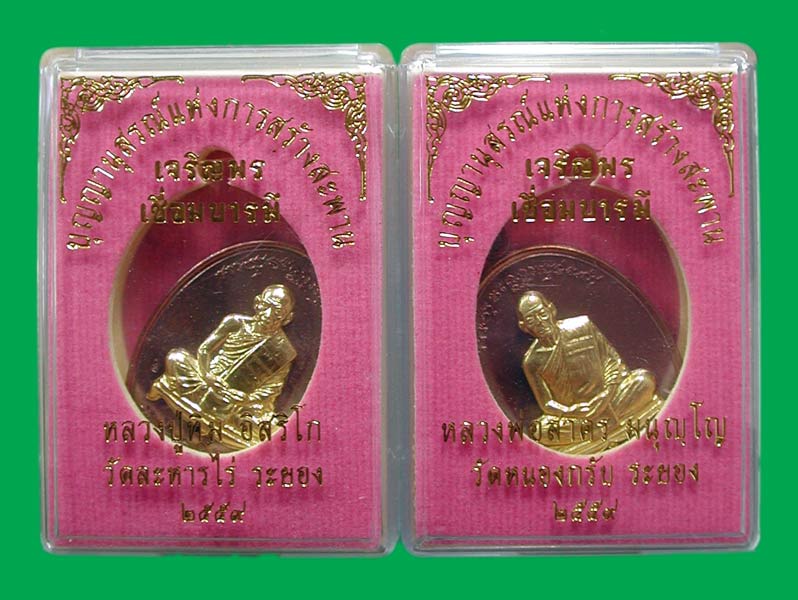 บุญญานุสรณ์แห่งการสร้างสะพาน
เจริญพร
เชื่อมบารมี
หลวงปู่ทิม อิสริโก
วัดละหารไร่ ระยอง
๒๕๕๙
บุญญานุสรณ์แห่งการสร้างสะพาน
เจริญพร
เชื่อมบารมี
หลวงพ่อสาคร มนุญฺโญ
วัดหนองกรับ ระยอง
๒๕๕๙